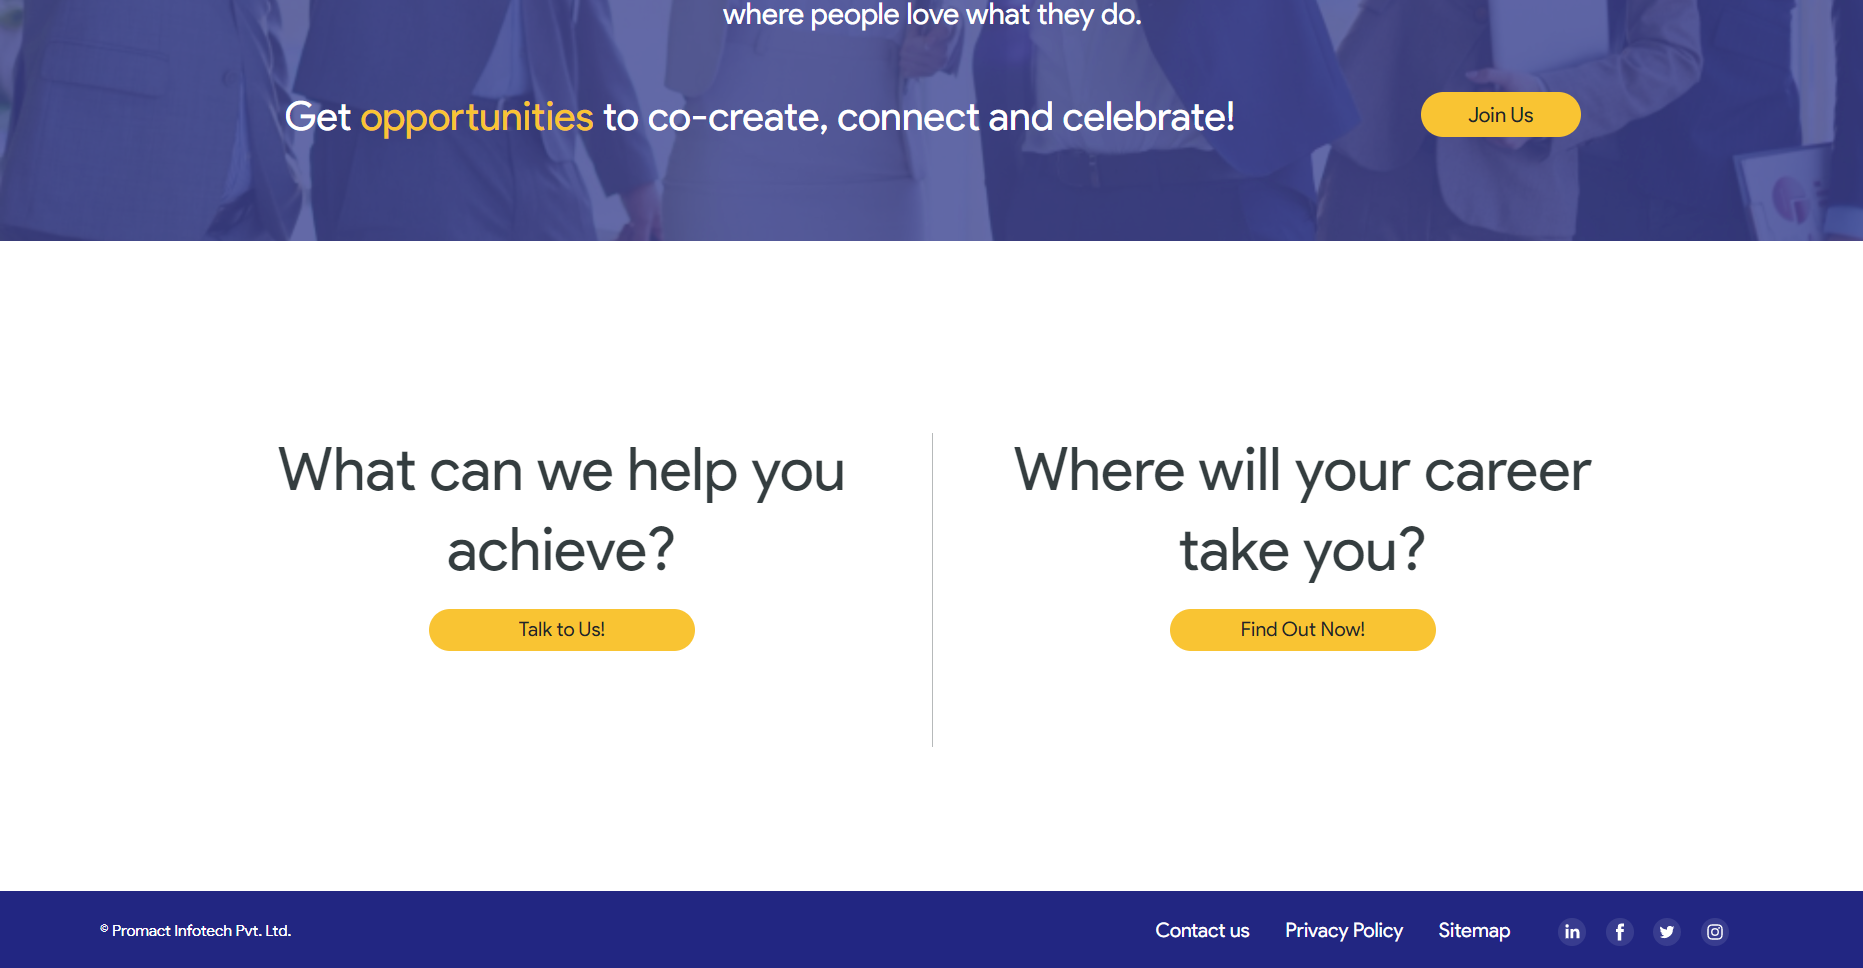 where people love what they do.
Get opportunities to co-create, connect and celebrate!
Join Us
What can we help you
achieve?
Talk to Us!
Where will your career
take you?
Find Out Now!
© Promact Infotech Pvt. Ltd.
Contact us
Privacy Policy
Sitemap